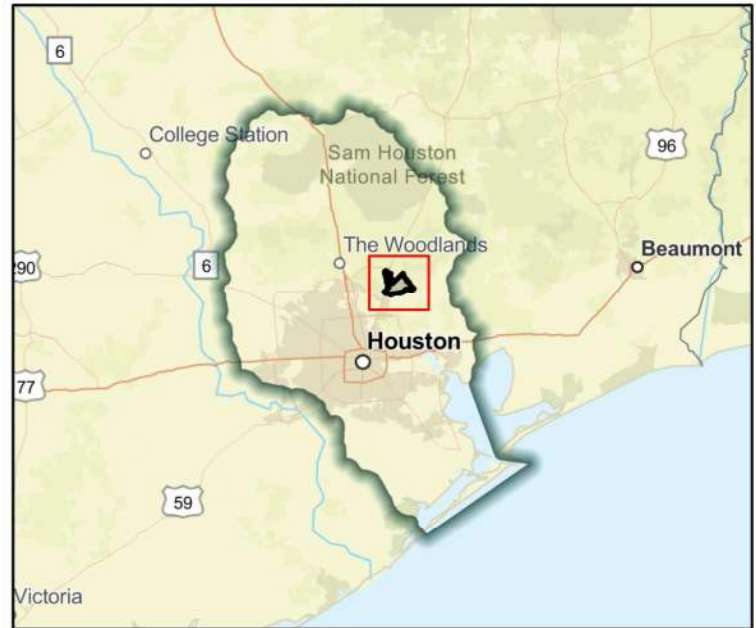 6
College Station
Sam Houston
National Forest
96
The Woodlands
290
6
Beaumont
Houston
77
59
Victoria